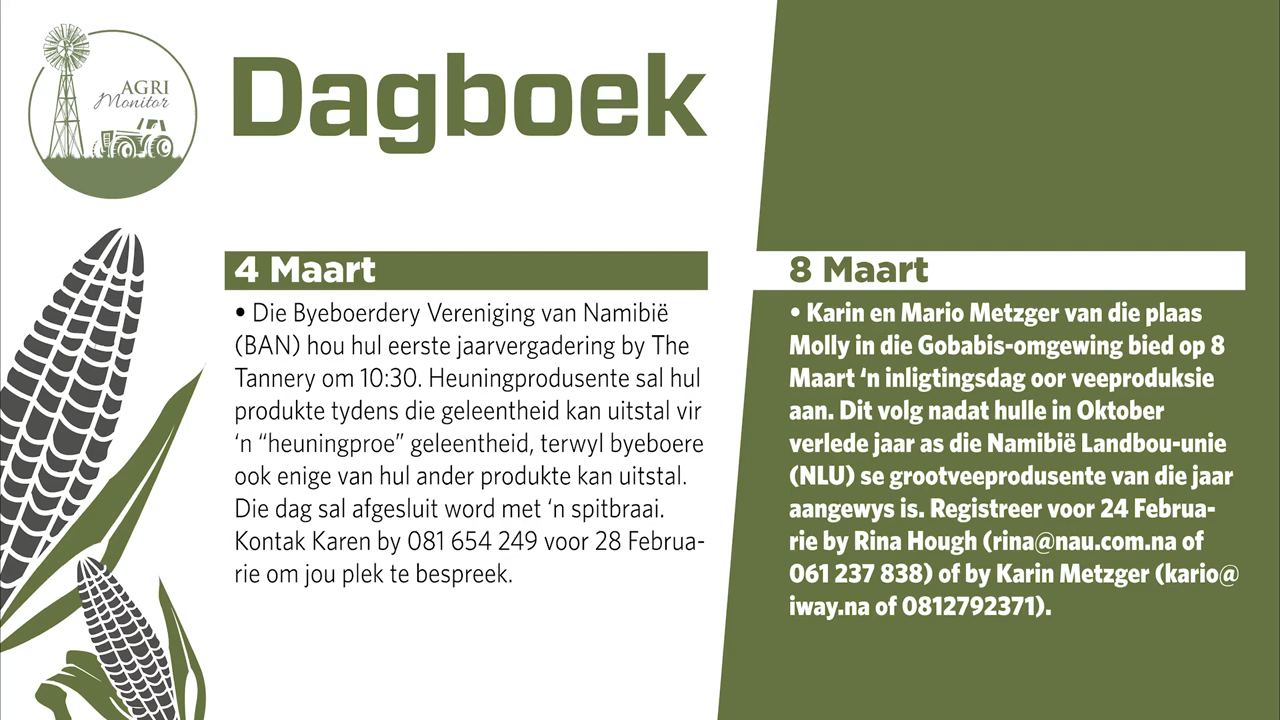 AGRI
Monitor
Dagboek
4 Maart
• Die Byeboerdery Vereniging van Namibië
(BAN) hou hul eerste jaarvergadering by The
Tannery om 10:30. Heuningprodusente sal hul
produkte tydens die geleentheid kan uitstal vir
‘n “heuningproe” geleentheid, terwyl byeboere
ook enige van hul ander produkte kan uitstal.
Die dag sal afgesluit word met ‘n spitbraai.
Kontak Karen by 081 654 249 voor 28 Februa-
rie om jou plek te bespreek.
8 Maart
• Karin en Mario Metzger van die plaas
Molly in die Gobabis-omgewing bied op 8
Maart ‘n inligtingsdag oor veeproduksie
aan. Dit volg nadat hulle in Oktober
verlede jaar as die Namibië Landbou-unie
(NLU) se grootveeprodusente van die jaar
aangewys is. Registreer voor 24 Februa-
rie by Rina Hough (rina@nau.com.na of
061 237 838) of by Karin Metzger (kario@
iway.na of 0812792371).